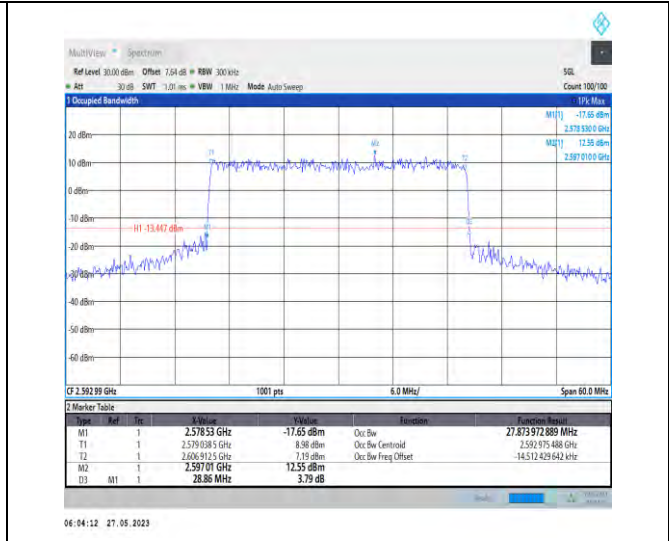 MultiView Spectrum
Ref Level 30.00 dBm Offset 7.64 dB RBW 300 kHz SGL
Att 30 dB SWT 1.01 ms VBW 1 MHz Mode Auto Sweep Count 100/100
1 Occupied Bandwidth 1Pk Max
M1[1] -17.65 dBm
2.578 530 0 GHz
M2[1] 12.55 dBm
2.597 010 0 GHz
20 dBm
T1 M2 T2
10 dBm
0 dBm
-10 dBm
H1 -13.447 dBm M1
-20 dBm
-30 dBm
-40 dBm
-50 dBm
-60 dBm
CF 2.592 99 GHz 1001 pts 6.0 MHz/ Span 60.0 MHz
2 Marker Table
Type Ref Trc X-Value Y-Value Function Function Result
M1 1 2.578 53 GHz -17.65 dBm Occ Bw 27.873 972 889 MHz
T1 1 2.579 038 5 GHz 8.98 dBm Occ Bw Centroid 2.592 975 488 GHz
T2 1 2.606 912 5 GHz 7.19 dBm Occ Bw Freq Offset -14.512 429 642 kHz
M2 1 2.597 01 GHz 12.55 dBm
D3 M1 1 28.86 MHz 3.79 dB
06:04:12 27.05.2023